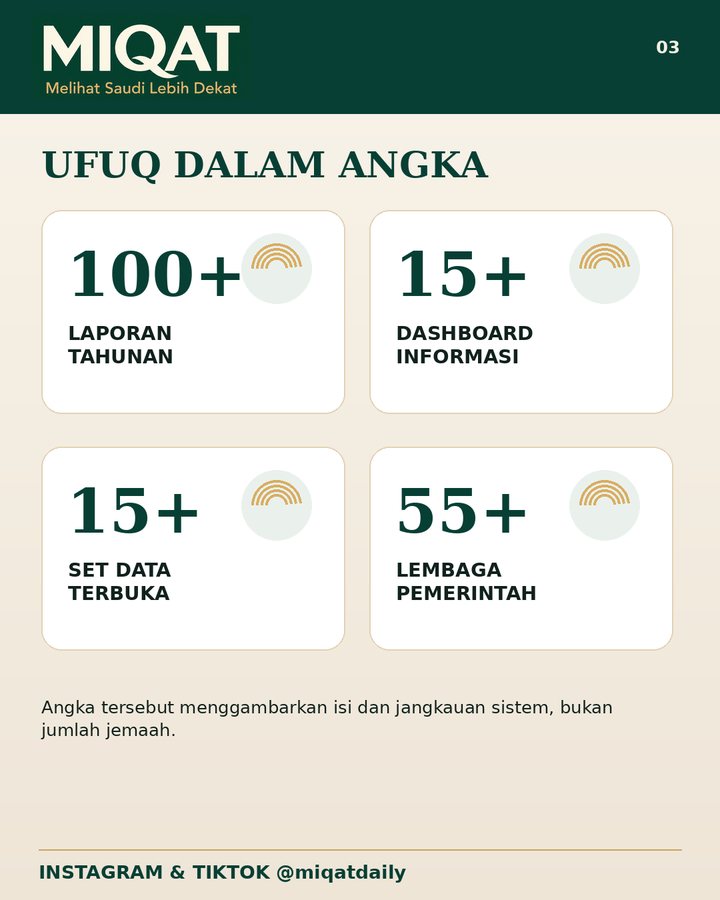 MIQAT
Melihat Saudi Lebih Dekat
03
UFUQ DALAM ANGKA
100+
LAPORAN
TAHUNAN
15+
DASHBOARD
INFORMASI
15+
SET DATA
TERBUKA
55+
LEMBAGA
PEMERINTAH
Angka tersebut menggambarkan isi dan jangkauan sistem, bukan
jumlah jemaah.
INSTAGRAM & TIKTOK @miqatdaily